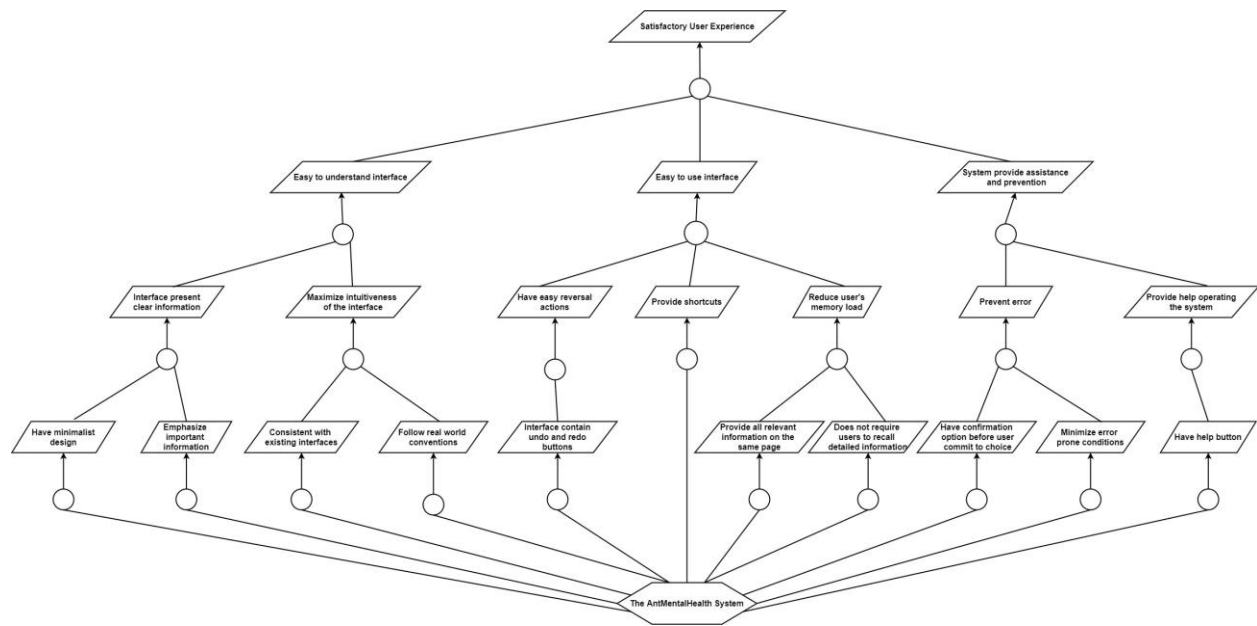 Satisfactory User Experience
Easy to understand interface
Easy to use interface
System provide assistance
and prevention
Interface present
clear information
Maximize intuitiveness
of the interface
Have easy reversal
actions
Provide shortcuts
Reduce user's
memory load
Prevent error
Provide help operating
the system
Have minimalist
design
Emphasize
important
information
Consistent with
existing interfaces
Follow real world
conventions
Interface contain
undo and redo
buttons
Provide all relevant
information on the
same page
Does not require
users to recall
detailed information
Have confirmation
option before user
commit to choice
Minimize error
prone conditions
Have help button
The AntMentalHealth System